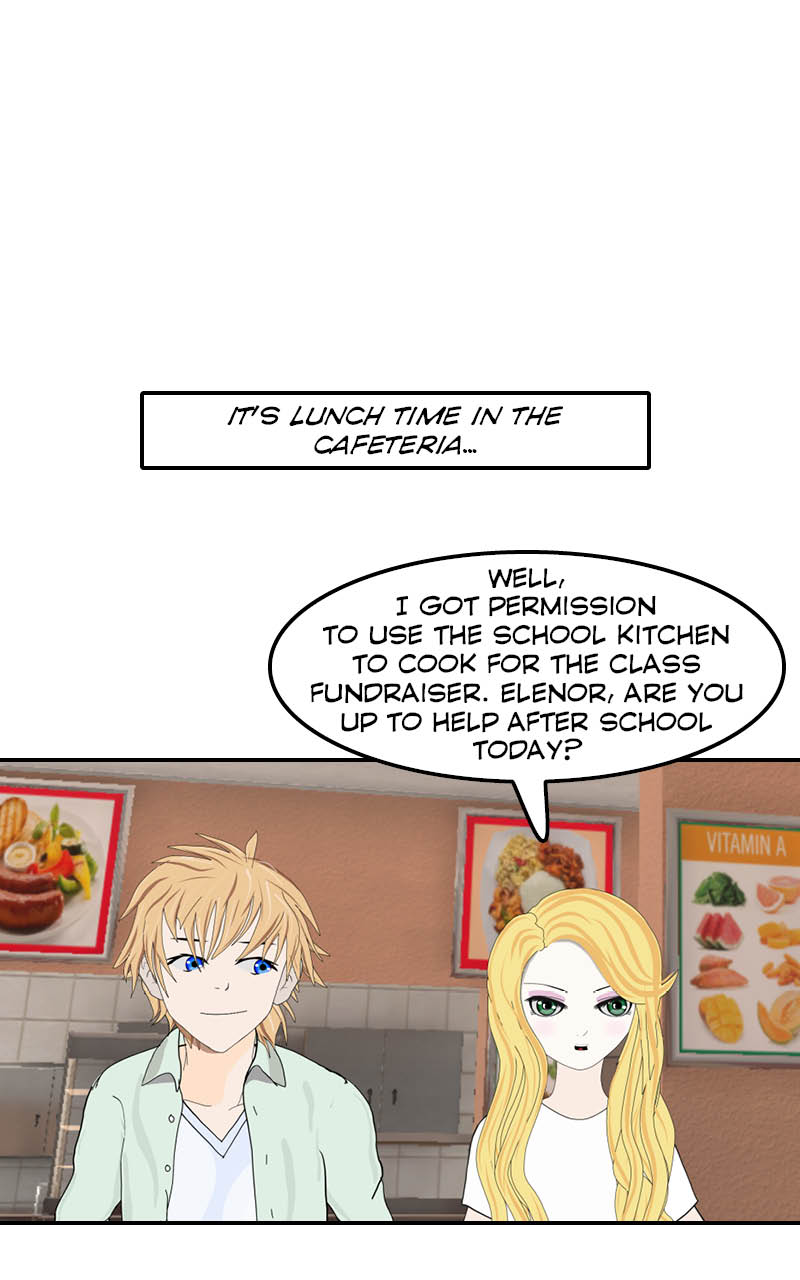 IT'S LUNCH TIME IN THE
CAFETERIA...
WELL,
I GOT PERMISSION
TO USE THE SCHOOL KITCHEN
TO COOK FOR THE CLASS
FUNDRAISER. ELENOR, ARE YOU
UP TO HELP AFTER SCHOOL
TODAY?
VITAMIN A